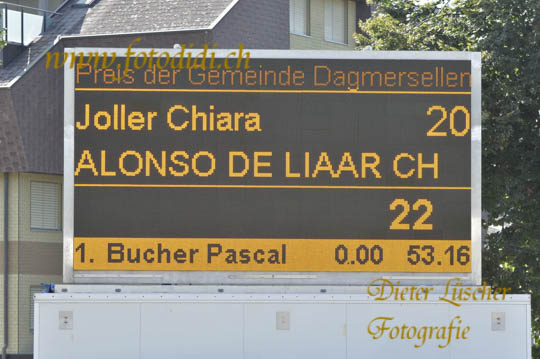 www.fotodidi.ch
Preis der Gemeinde Dagmersellen
Joller Chiara 20
ALONSO DE LIAAR CH
22
1. Bucher Pascal 0.00 53.16
Dieter Lüscher
Fotografie